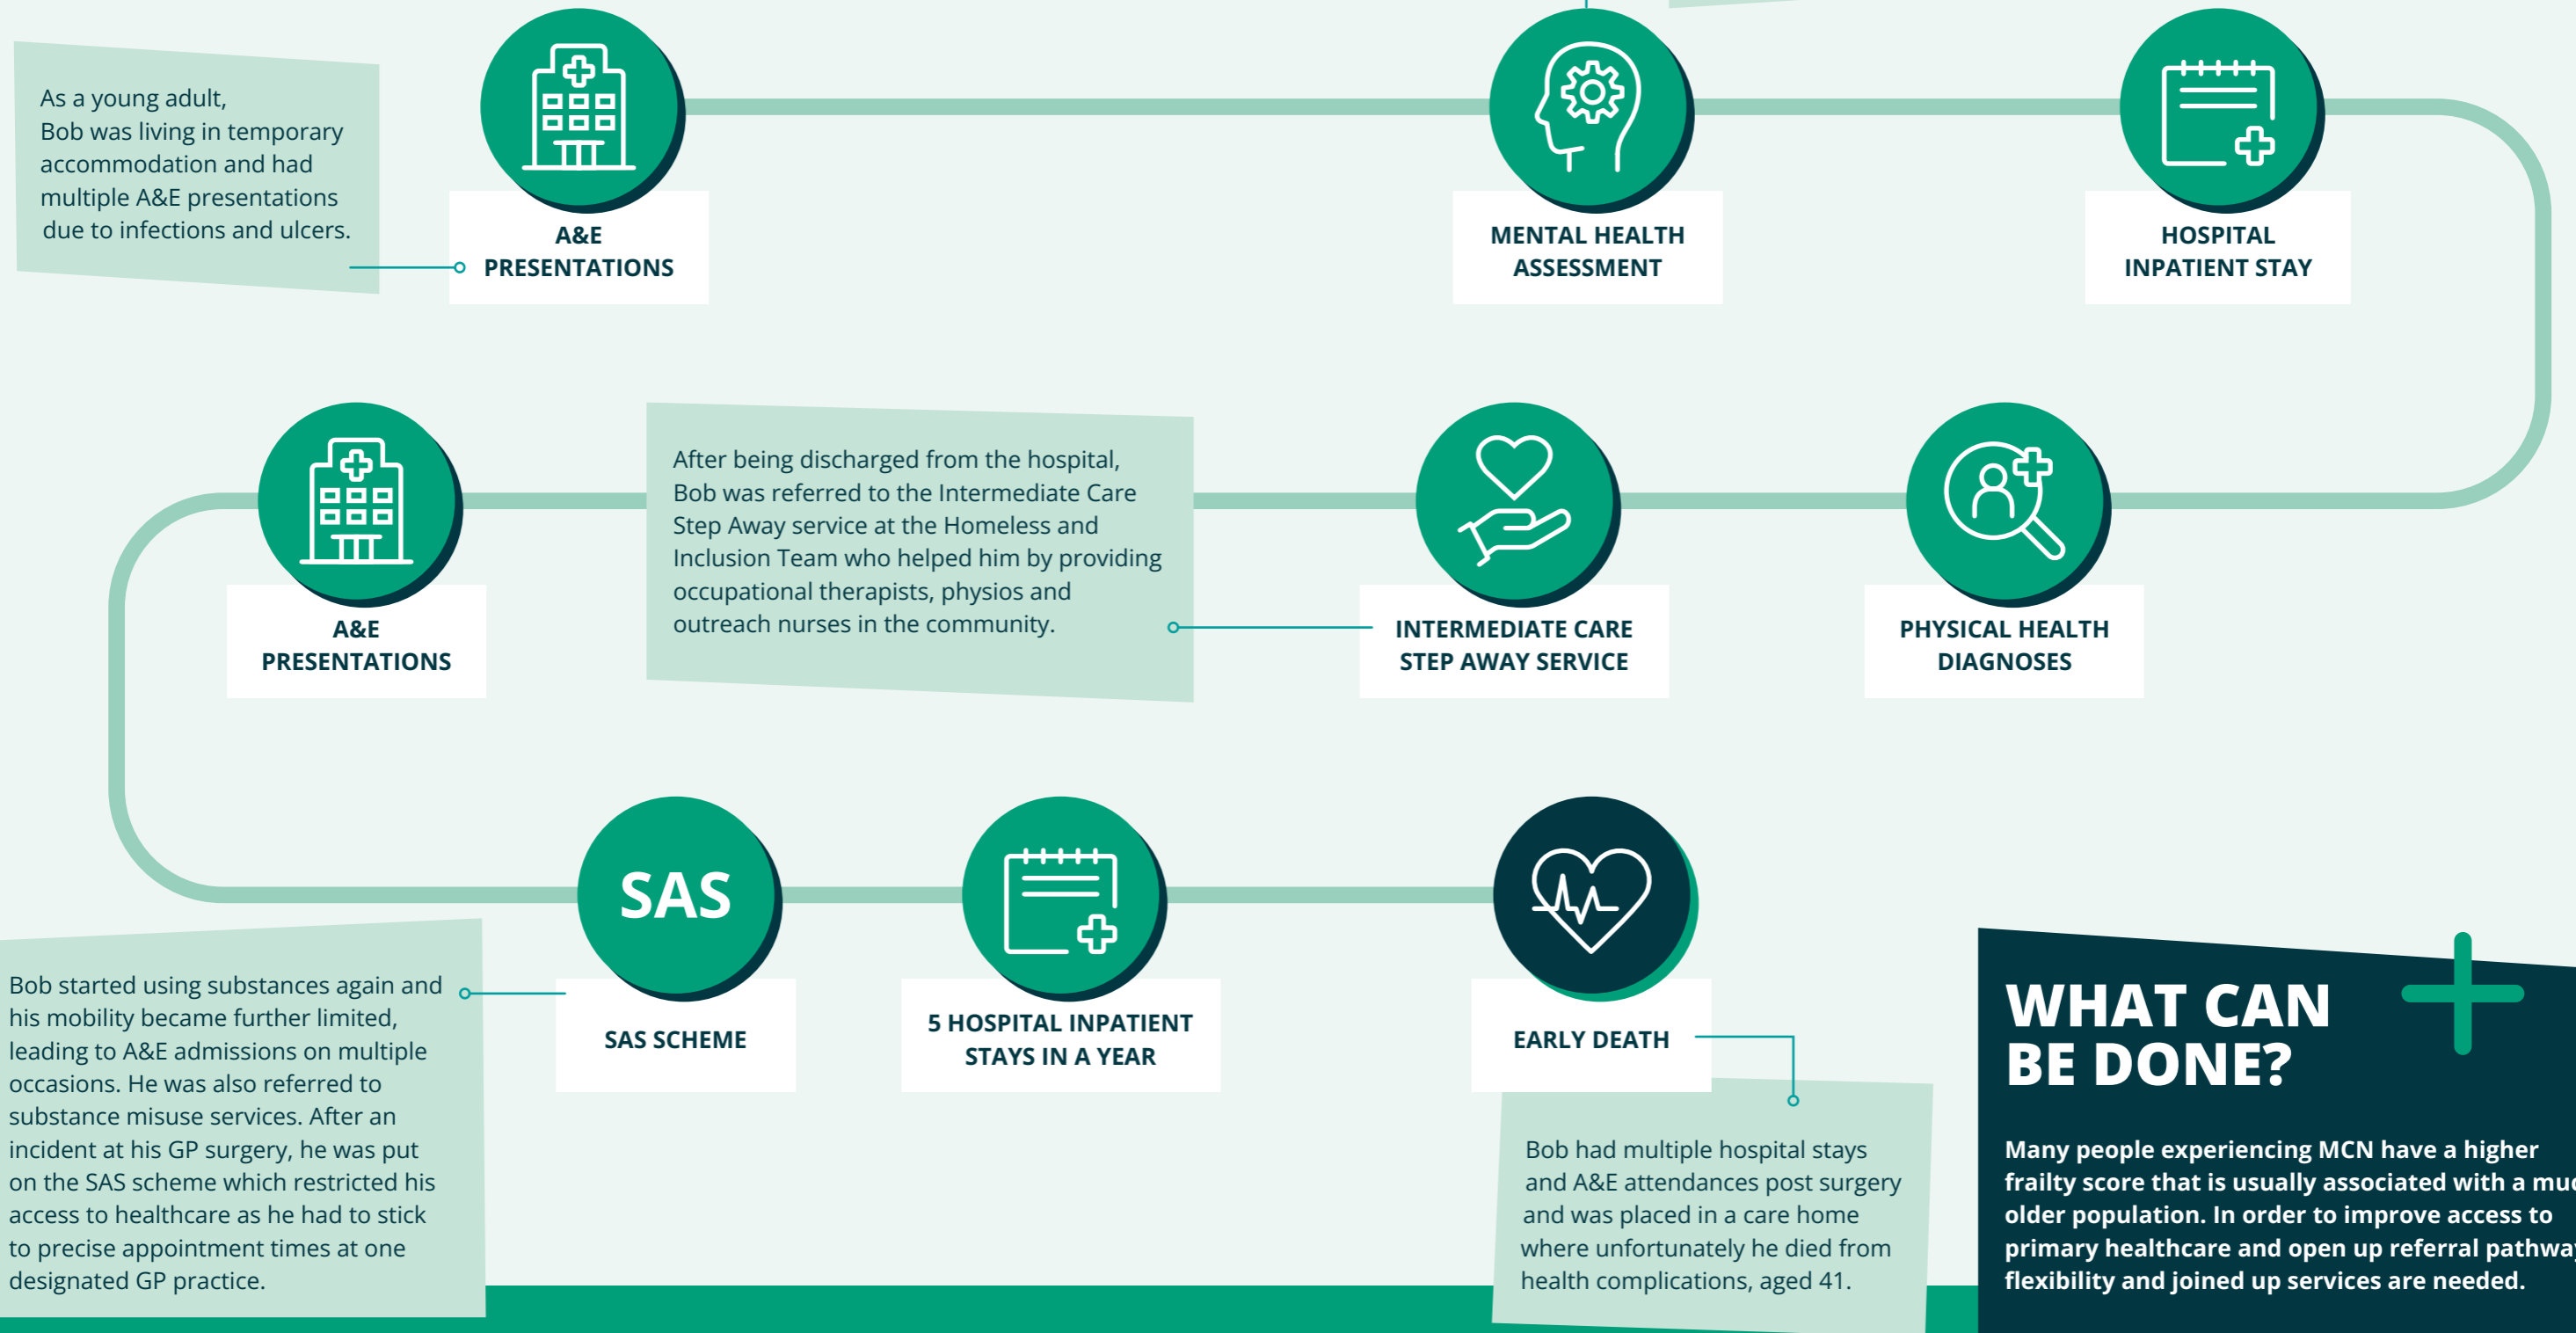 As a young adult,
Bob was living in temporary
accommodation and had
multiple A&E presentations
due to infections and ulcers.
A&E
PRESENTATIONS
MENTAL HEALTH
ASSESSMENT
HOSPITAL
INPATIENT STAY
A&E
PRESENTATIONS
After being discharged from the hospital,
Bob was referred to the Intermediate Care
Step Away service at the Homeless and
Inclusion Team who helped him by providing
occupational therapists, physios and
outreach nurses in the community.
INTERMEDIATE CARE
STEP AWAY SERVICE
PHYSICAL HEALTH
DIAGNOSES
Bob started using substances again and
his mobility became further limited,
leading to A&E admissions on multiple
occasions. He was also referred to
substance misuse services. After an
incident at his GP surgery, he was put
on the SAS scheme which restricted his
access to healthcare as he had to stick
to precise appointment times at one
designated GP practice.
SAS
SAS SCHEME
5 HOSPITAL INPATIENT
STAYS IN A YEAR
EARLY DEATH
Bob had multiple hospital stays
and A&E attendances post surgery
and was placed in a care home
where unfortunately he died from
health complications, aged 41.
WHAT CAN
BE DONE?
Many people experiencing MCN have a higher
frailty score that is usually associated with a
older population. In order to improve access to
primary healthcare and open up referral
flexibility and joined up services are needed.